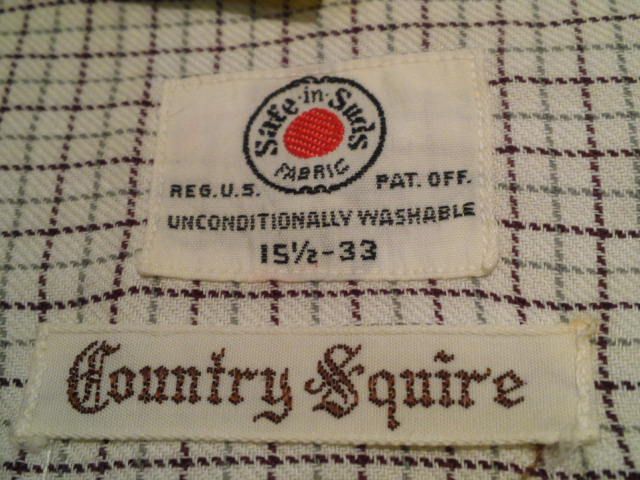 Safe·in·Suds
FABRIC
REG. U.S. PAT. OFF.
UNCONDITIONALLY WASHABLE
15½-33
Country Squire